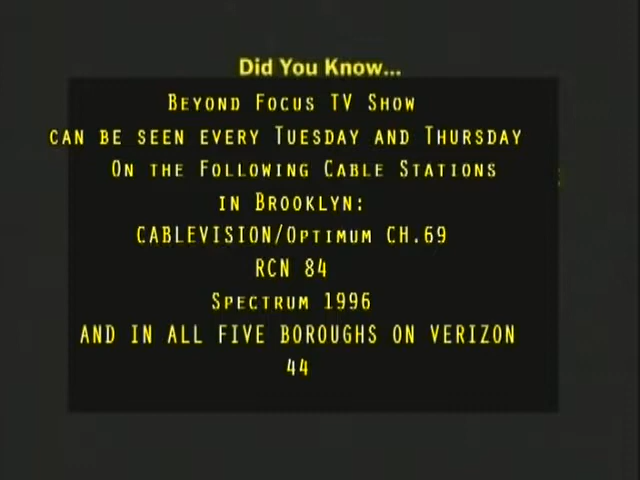 Did You Know...
Beyond Focus TV Show
can be seen every Tuesday and Thursday
On the Following Cable Stations
in Brooklyn:
CABLEVISION/Optimum CH.69
RCN 84
Spectrum 1996
AND IN ALL FIVE BOROUGHS ON VERIZON
44